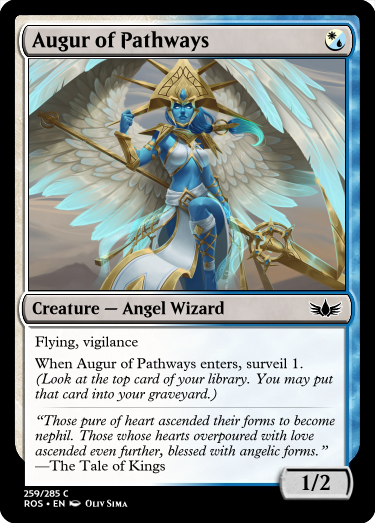 Augur of Pathways
Creature — Angel Wizard
Flying, vigilance
When Augur of Pathways enters, surveil 1.
(Look at the top card of your library. You may put
that card into your graveyard.)
“Those pure of heart ascended their forms to become
nephil. Those whose hearts overpoured with love
ascended even further, blessed with angelic forms.”
—The Tale of Kings
1/2
259/285 C
ROS • EN Oliv Sima